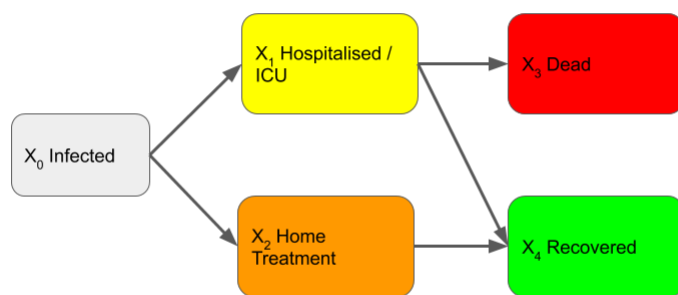 X₁ Hospitalised /
ICU
X₃ Dead
X₀ Infected
X₂ Home
Treatment
X₄ Recovered